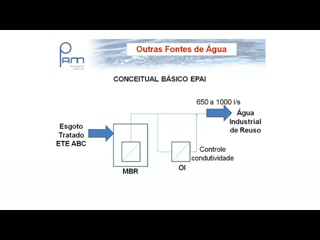 PAM
Outras Fontes de Água
CONCEITUAL BÁSICO EPAI
650 a 1000 l/s
Esgoto
Tratado
ETE ABC
Água
Industrial
de Reuso
Controle
condutividade
MBR
OI